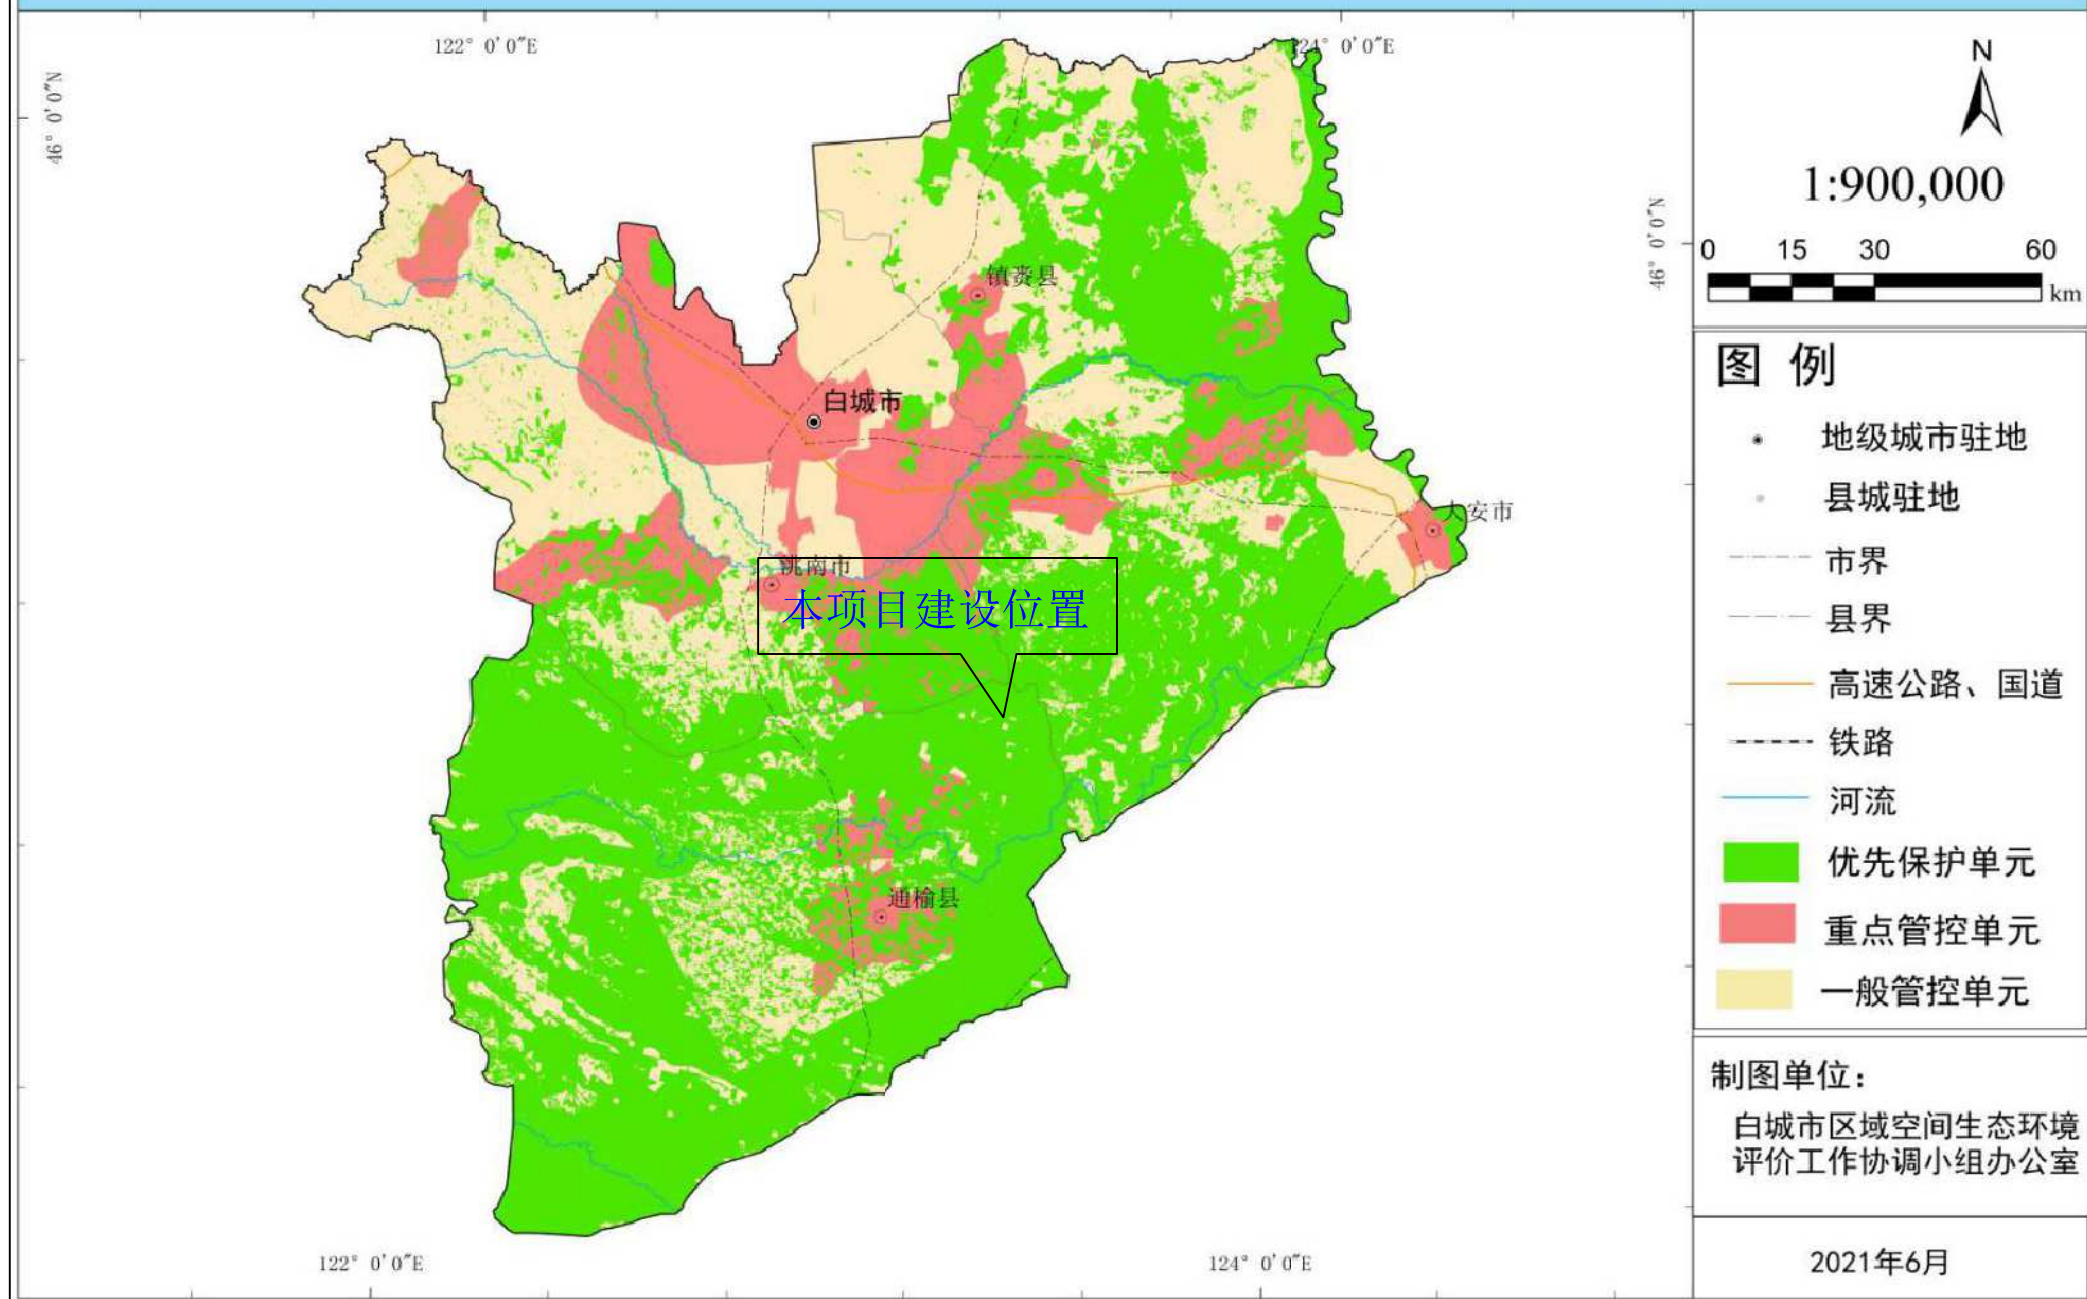 122° 0'0″E
124° 0'0″E
46° 0'0″N
46° 0'0″N
镇赉县
白城市
大安市
洮南市
本项目建设位置
通榆县
122° 0'0″E
124° 0'0″E
N
1:900,000
0 15 30 60
km
图 例
地级城市驻地
县城驻地
市界
县界
高速公路、国道
铁路
河流
优先保护单元
重点管控单元
一般管控单元
制图单位：
白城市区域空间生态环境
评价工作协调小组办公室
2021年6月